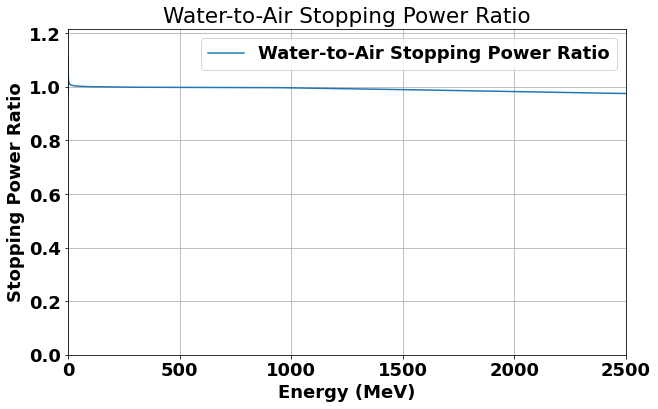 Water-to-Air Stopping Power Ratio
Water-to-Air Stopping Power Ratio
Stopping Power Ratio
1.2
1.0
0.8
0.6
0.4
0.2
0.0
0 500 1000 1500 2000 2500
Energy (MeV)